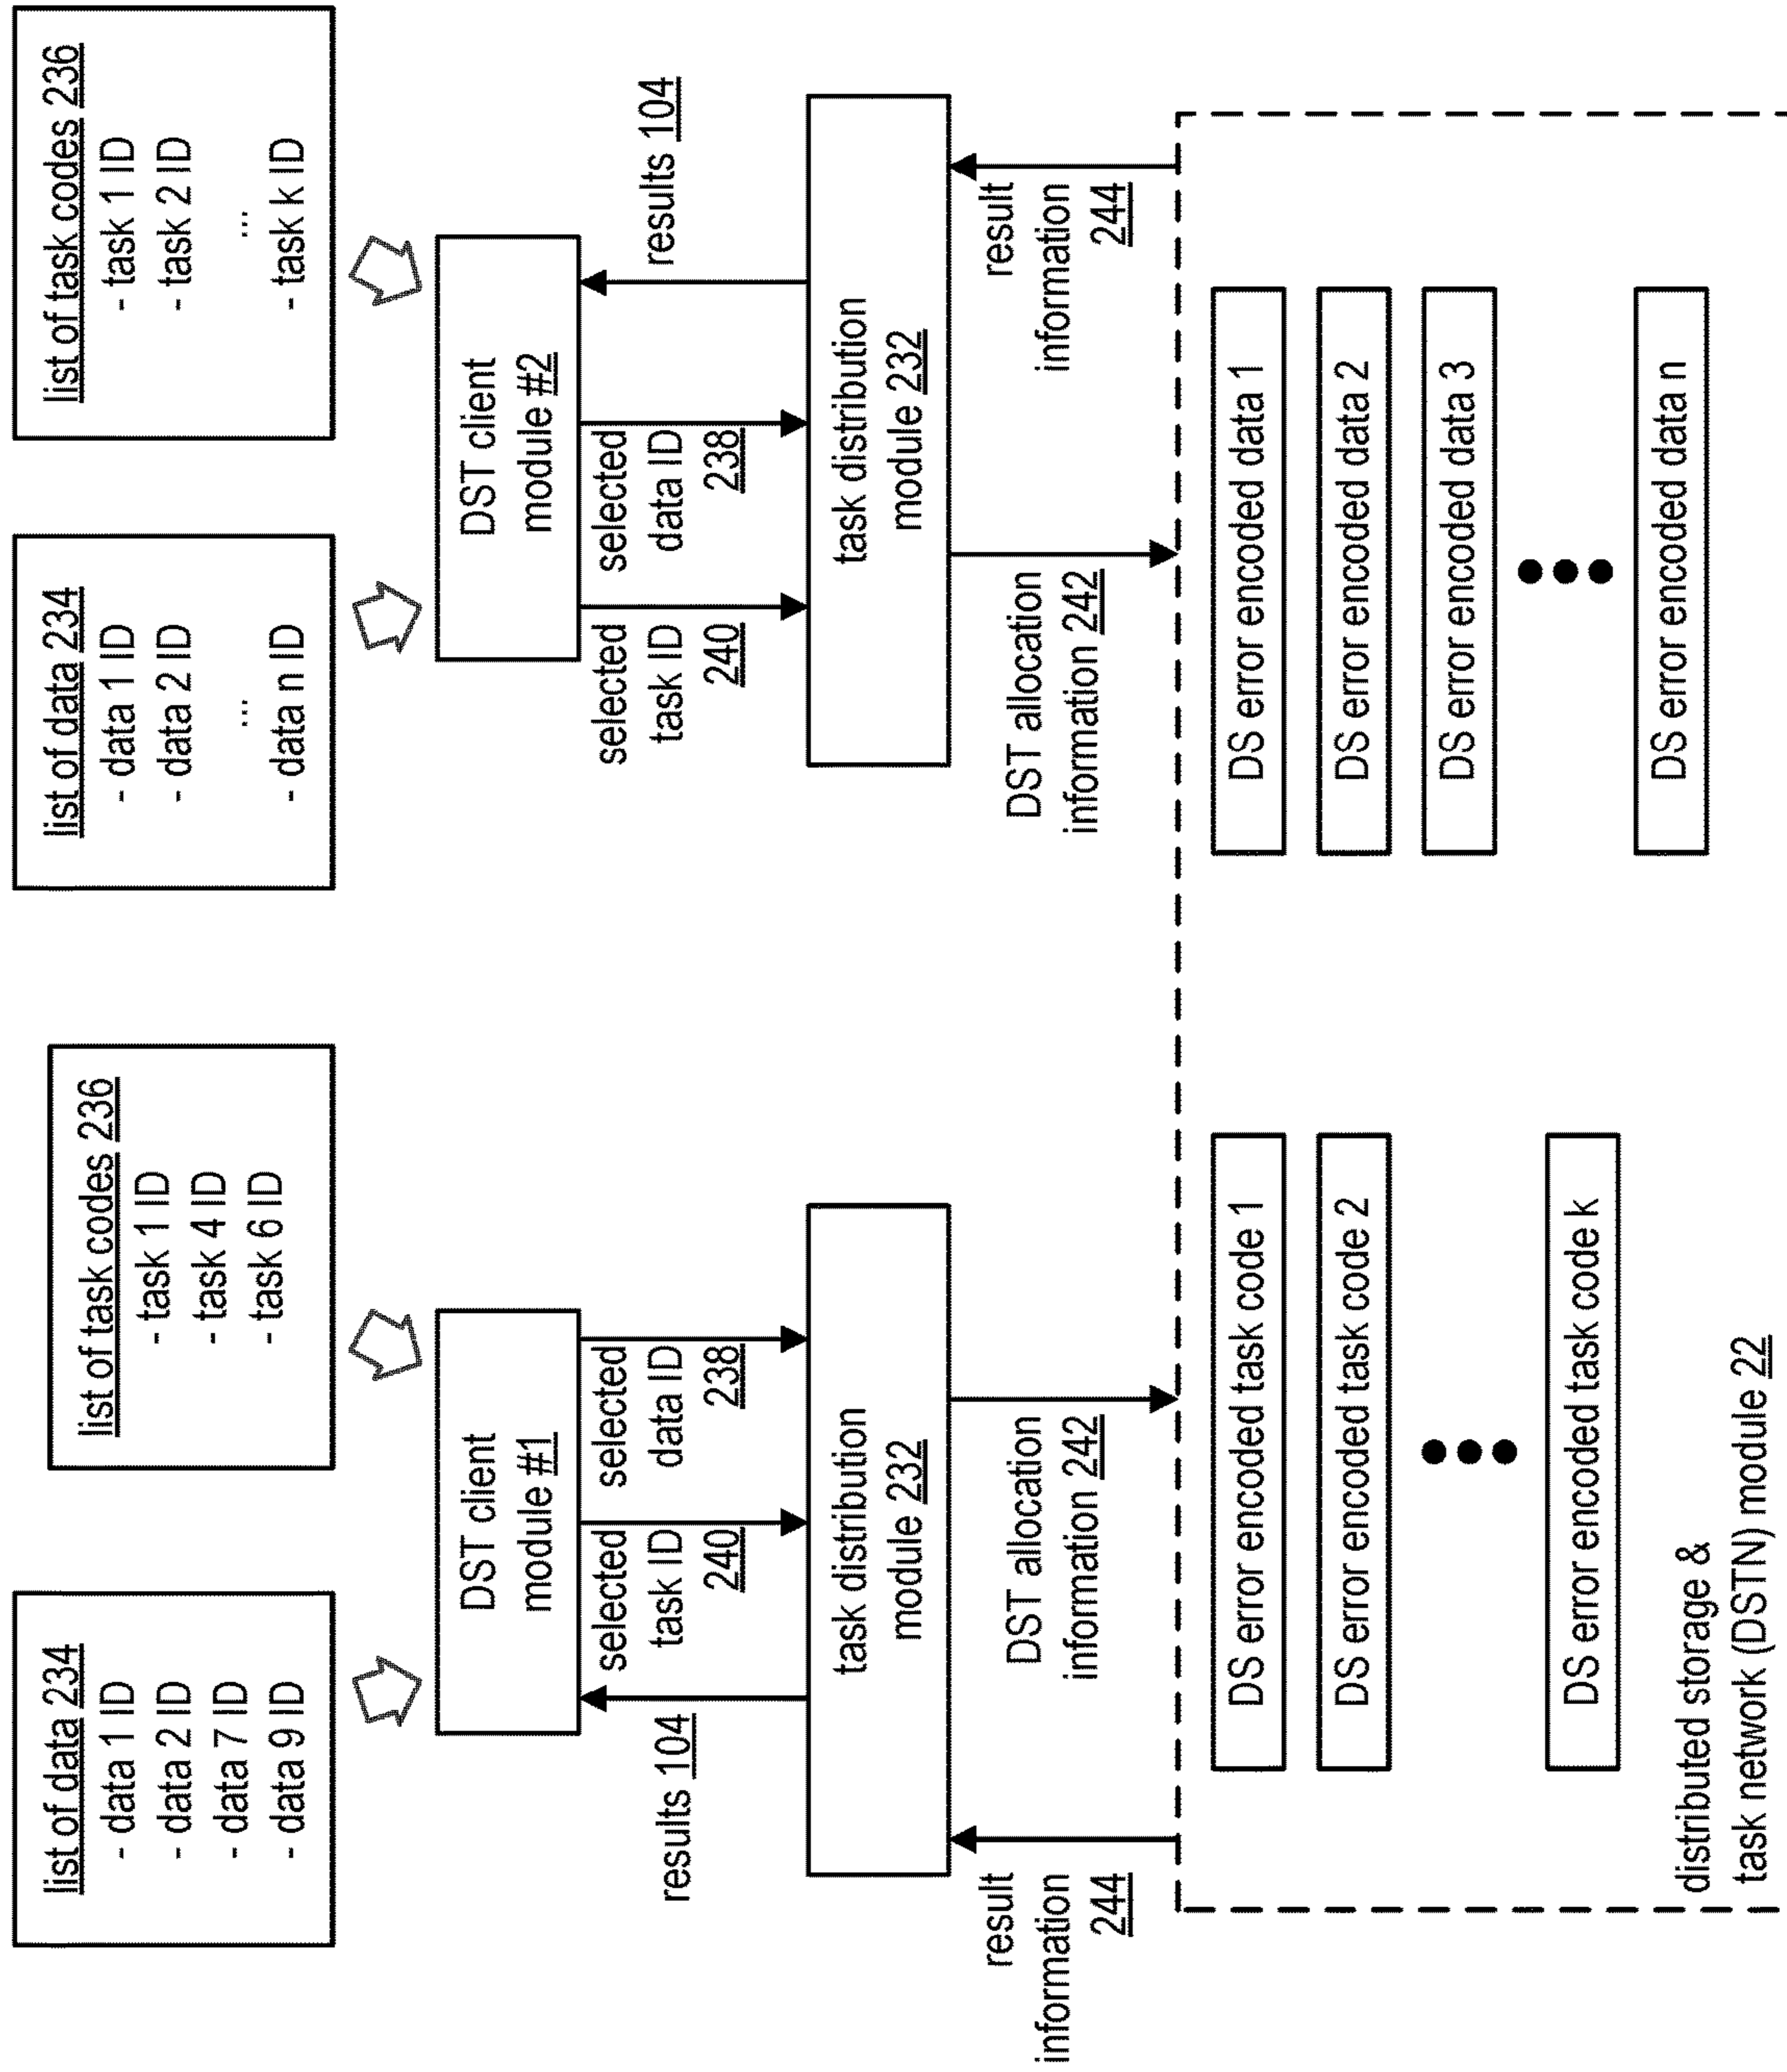 list of data 234
- data 1 ID
- data 2 ID
- data 7 ID
- data 9 ID
list of task codes 236
- task 1 ID
- task 4 ID
- task 6 ID
DST client
module #1
results 104
selected
task ID
240
selected
data ID
238
task distribution
module 232
result
information
244
DST allocation
information 242
list of data 234
- data 1 ID
- data 2 ID
...
- data n ID
list of task codes 236
- task 1 ID
- task 2 ID
...
- task k ID
DST client
module #2
selected
task ID
240
selected
data ID
238
results 104
task distribution
module 232
DST allocation
information 242
result
information
244
DS error encoded task code 1
DS error encoded task code 2
DS error encoded task code k
DS error encoded data 1
DS error encoded data 2
DS error encoded data 3
DS error encoded data n
distributed storage &
task network (DSTN) module 22